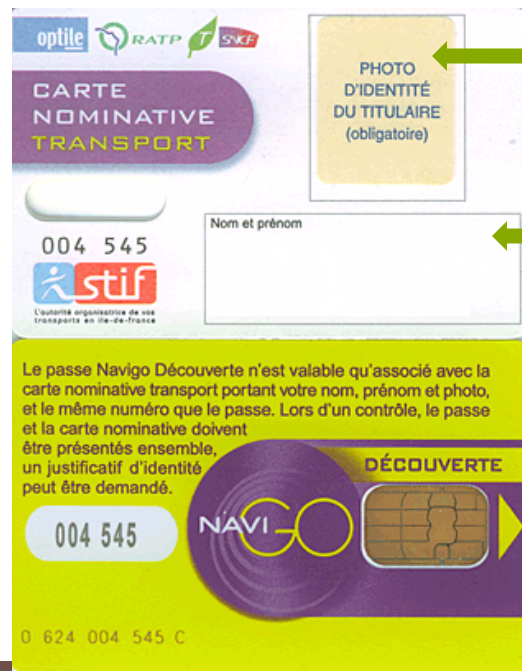 optile RATP T SNCF
CARTE
NOMINATIVE
TRANSPORT
PHOTO
D'IDENTITÉ
DU TITULAIRE
(obligatoire)
Nom et prénom
004 545
stif
L'autorité organisatrice de vos
transports en île-de-france
Le passe Navigo Découverte n'est valable qu'associé avec la
carte nominative transport portant votre nom, prénom et photo,
et le même numéro que le passe. Lors d'un contrôle, le passe
et la carte nominative doivent
être présentés ensemble,
un justificatif d'identité
peut être demandé.
DÉCOUVERTE
004 545
NAVIGO
0 624 004 545 C